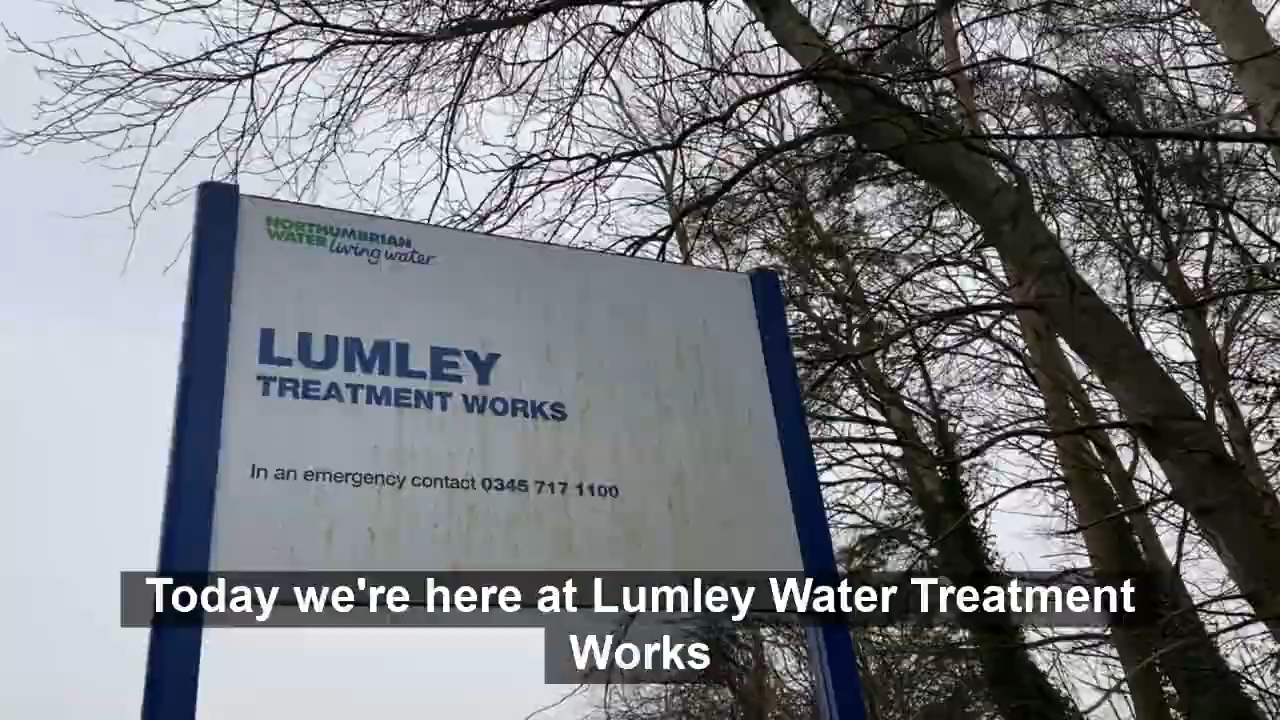 NORTHUMBRIAN
WATER living water
LUMLEY
TREATMENT WORKS
In an emergency contact 0345 717 1100
Today we're here at Lumley Water Treatment
Works